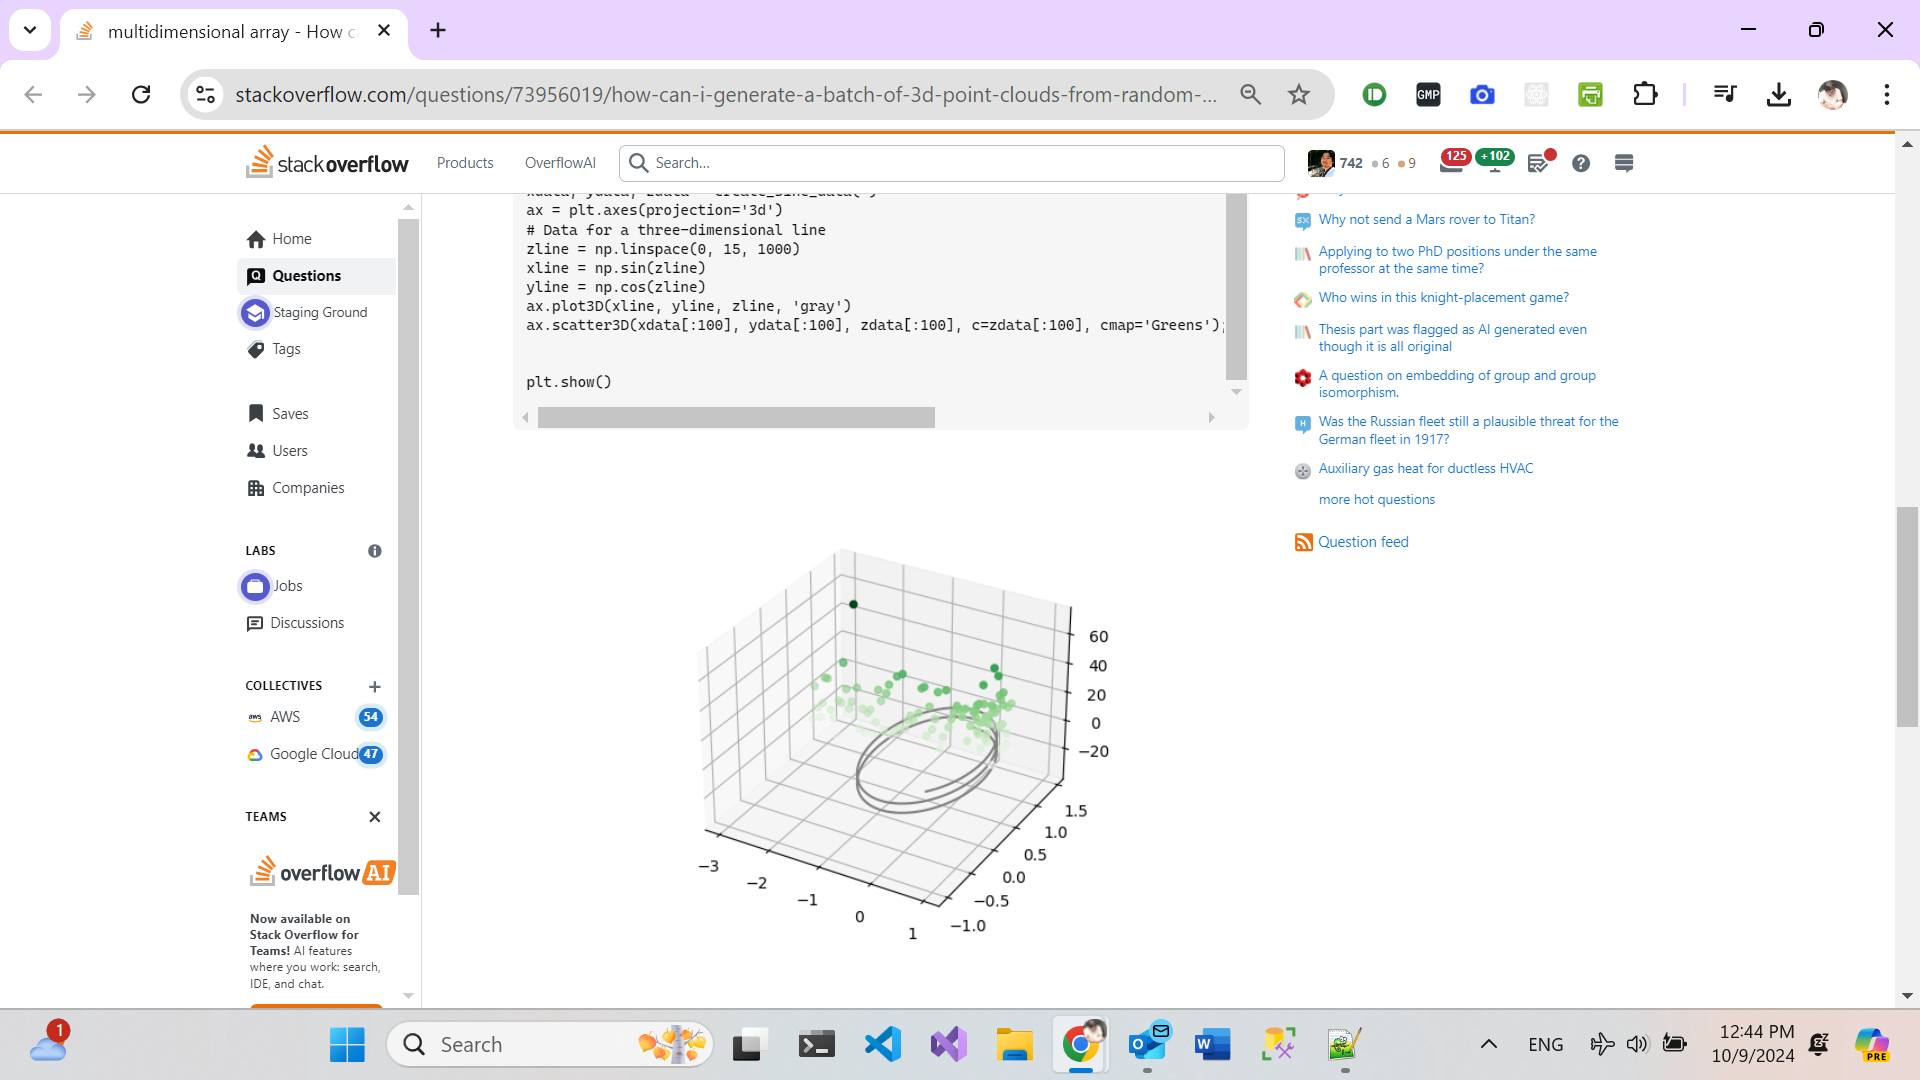 multidimensional array - How c
stackoverflow.com/questions/73956019/how-can-i-generate-a-batch-of-3d-point-clouds-from-random-...
GMP
stackoverflow
Products
OverflowAI
Search...
742
6
9
125
+102
Home
Questions
Staging Ground
Tags
Saves
Users
Companies
LABS
Jobs
Discussions
COLLECTIVES
aws AWS 54
Google Cloud 47
TEAMS
overflow AI
Now available on
Stack Overflow for
Teams! AI features
where you work: search,
IDE, and chat.
ax = plt.axes(projection='3d')
# Data for a three-dimensional line
zline = np.linspace(0, 15, 1000)
xline = np.sin(zline)
yline = np.cos(zline)
ax.plot3D(xline, yline, zline, 'gray')
ax.scatter3D(xdata[:100], ydata[:100], zdata[:100], c=zdata[:100], cmap='Greens');
plt.show()
60
40
20
0
−20
1.5
1.0
0.5
0.0
−0.5
−1.0
−3
−2
−1
0
1
Why not send a Mars rover to Titan?
Applying to two PhD positions under the same
professor at the same time?
Who wins in this knight-placement game?
Thesis part was flagged as AI generated even
though it is all original
A question on embedding of group and group
isomorphism.
Was the Russian fleet still a plausible threat for the
German fleet in 1917?
Auxiliary gas heat for ductless HVAC
more hot questions
Question feed
1
Search
ENG
12:44 PM
10/9/2024
PRE